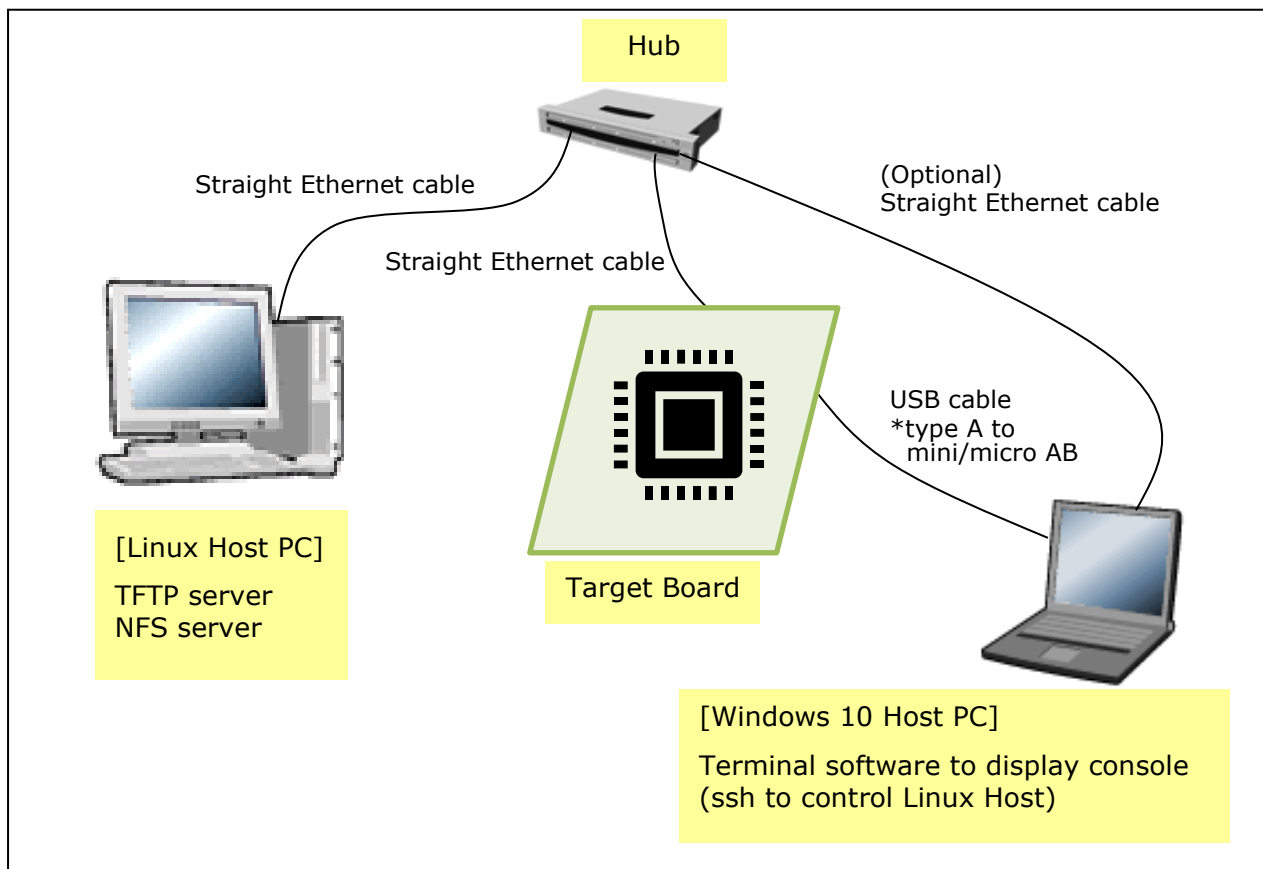 Hub
Straight Ethernet cable
(Optional)
Straight Ethernet cable
Straight Ethernet cable
USB cable
*type A to
mini/micro AB
[Linux Host PC]
TFTP server
NFS server
Target Board
[Windows 10 Host PC]
Terminal software to display console
(ssh to control Linux Host)